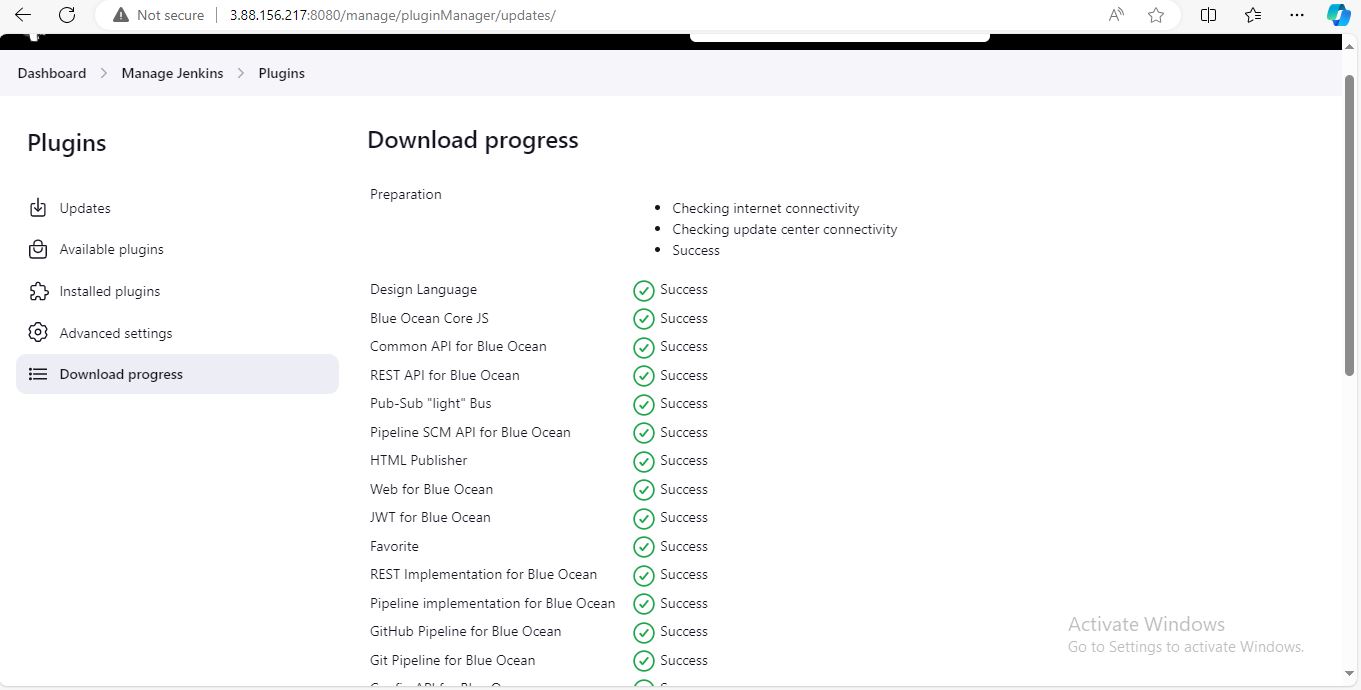 Not secure
3.88.156.217:8080/manage/pluginManager/updates/
Dashboard
Manage Jenkins
Plugins
Plugins
Updates
Available plugins
Installed plugins
Advanced settings
Download progress
Download progress
Preparation
Checking internet connectivity
Checking update center connectivity
Success
Design Language Success
Blue Ocean Core JS Success
Common API for Blue Ocean Success
REST API for Blue Ocean Success
Pub-Sub "light" Bus Success
Pipeline SCM API for Blue Ocean Success
HTML Publisher Success
Web for Blue Ocean Success
JWT for Blue Ocean Success
Favorite Success
REST Implementation for Blue Ocean Success
Pipeline implementation for Blue Ocean Success
GitHub Pipeline for Blue Ocean Success
Git Pipeline for Blue Ocean Success
Activate Windows
Go to Settings to activate Windows.